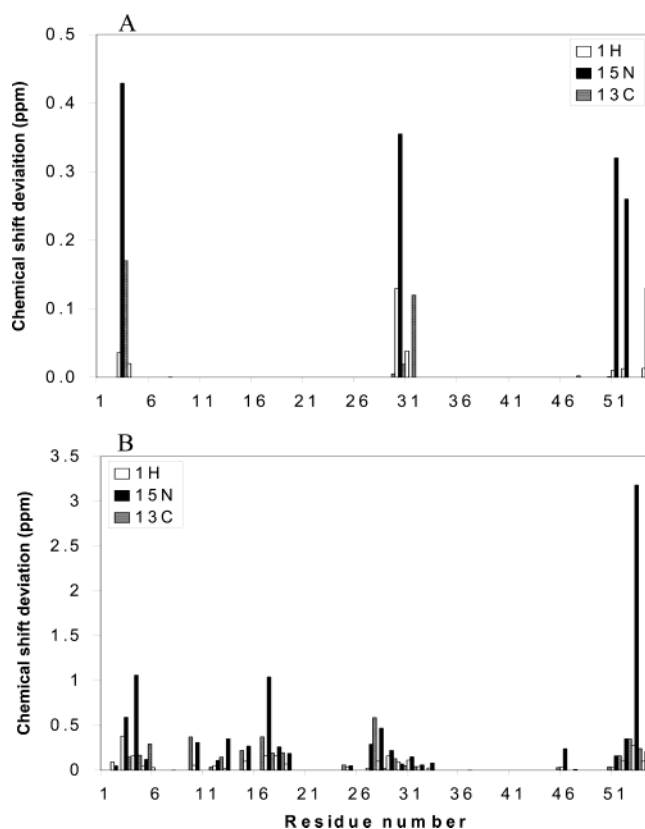 A
0.5
0.4
0.3
0.2
0.1
0.0
Chemical shift devaition (ppm)
1H
15N
13C
1 6 11 16 21 26 31 36 41 46 51
B
3.5
3
2.5
2
1.5
1
0.5
0
Chemical shift deviation (ppm)
1H
15N
13C
1 6 11 16 21 26 31 36 41 46 51
Residue number